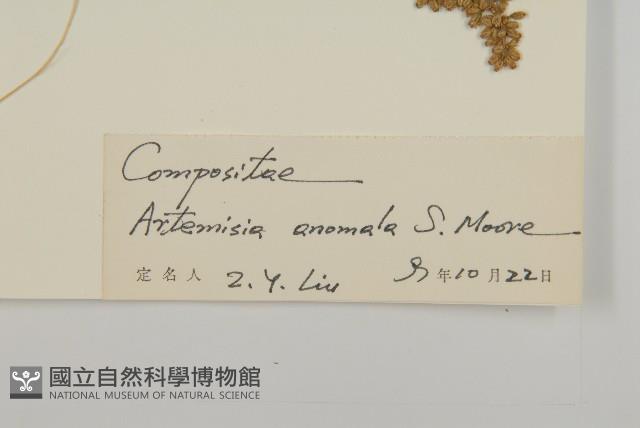 Compositae
Artemisia anomala S. Moore
定名人 Z. Y. Liu 年10月22日
國立自然科學博物館
NATIONAL MUSEUM OF NATURAL SCIENCE